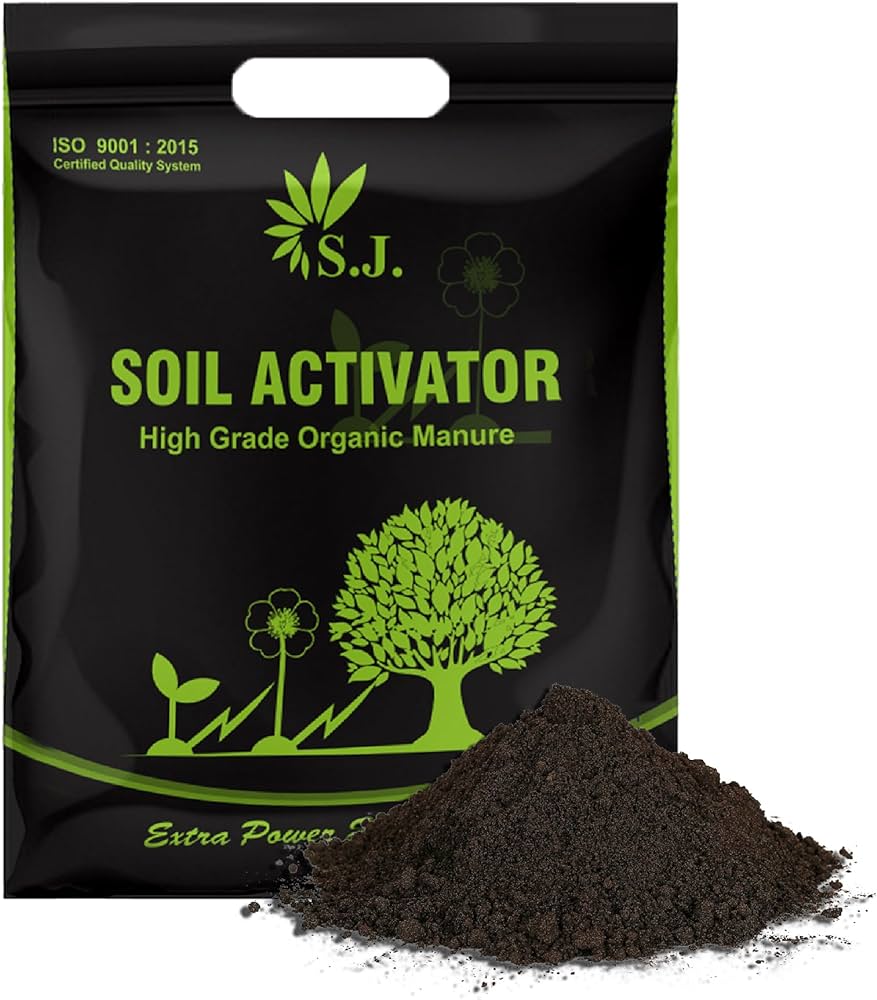 ISO 9001 : 2015
Certified Quality System
S.J.
SOIL ACTIVATOR
High Grade Organic Manure
Extra Power